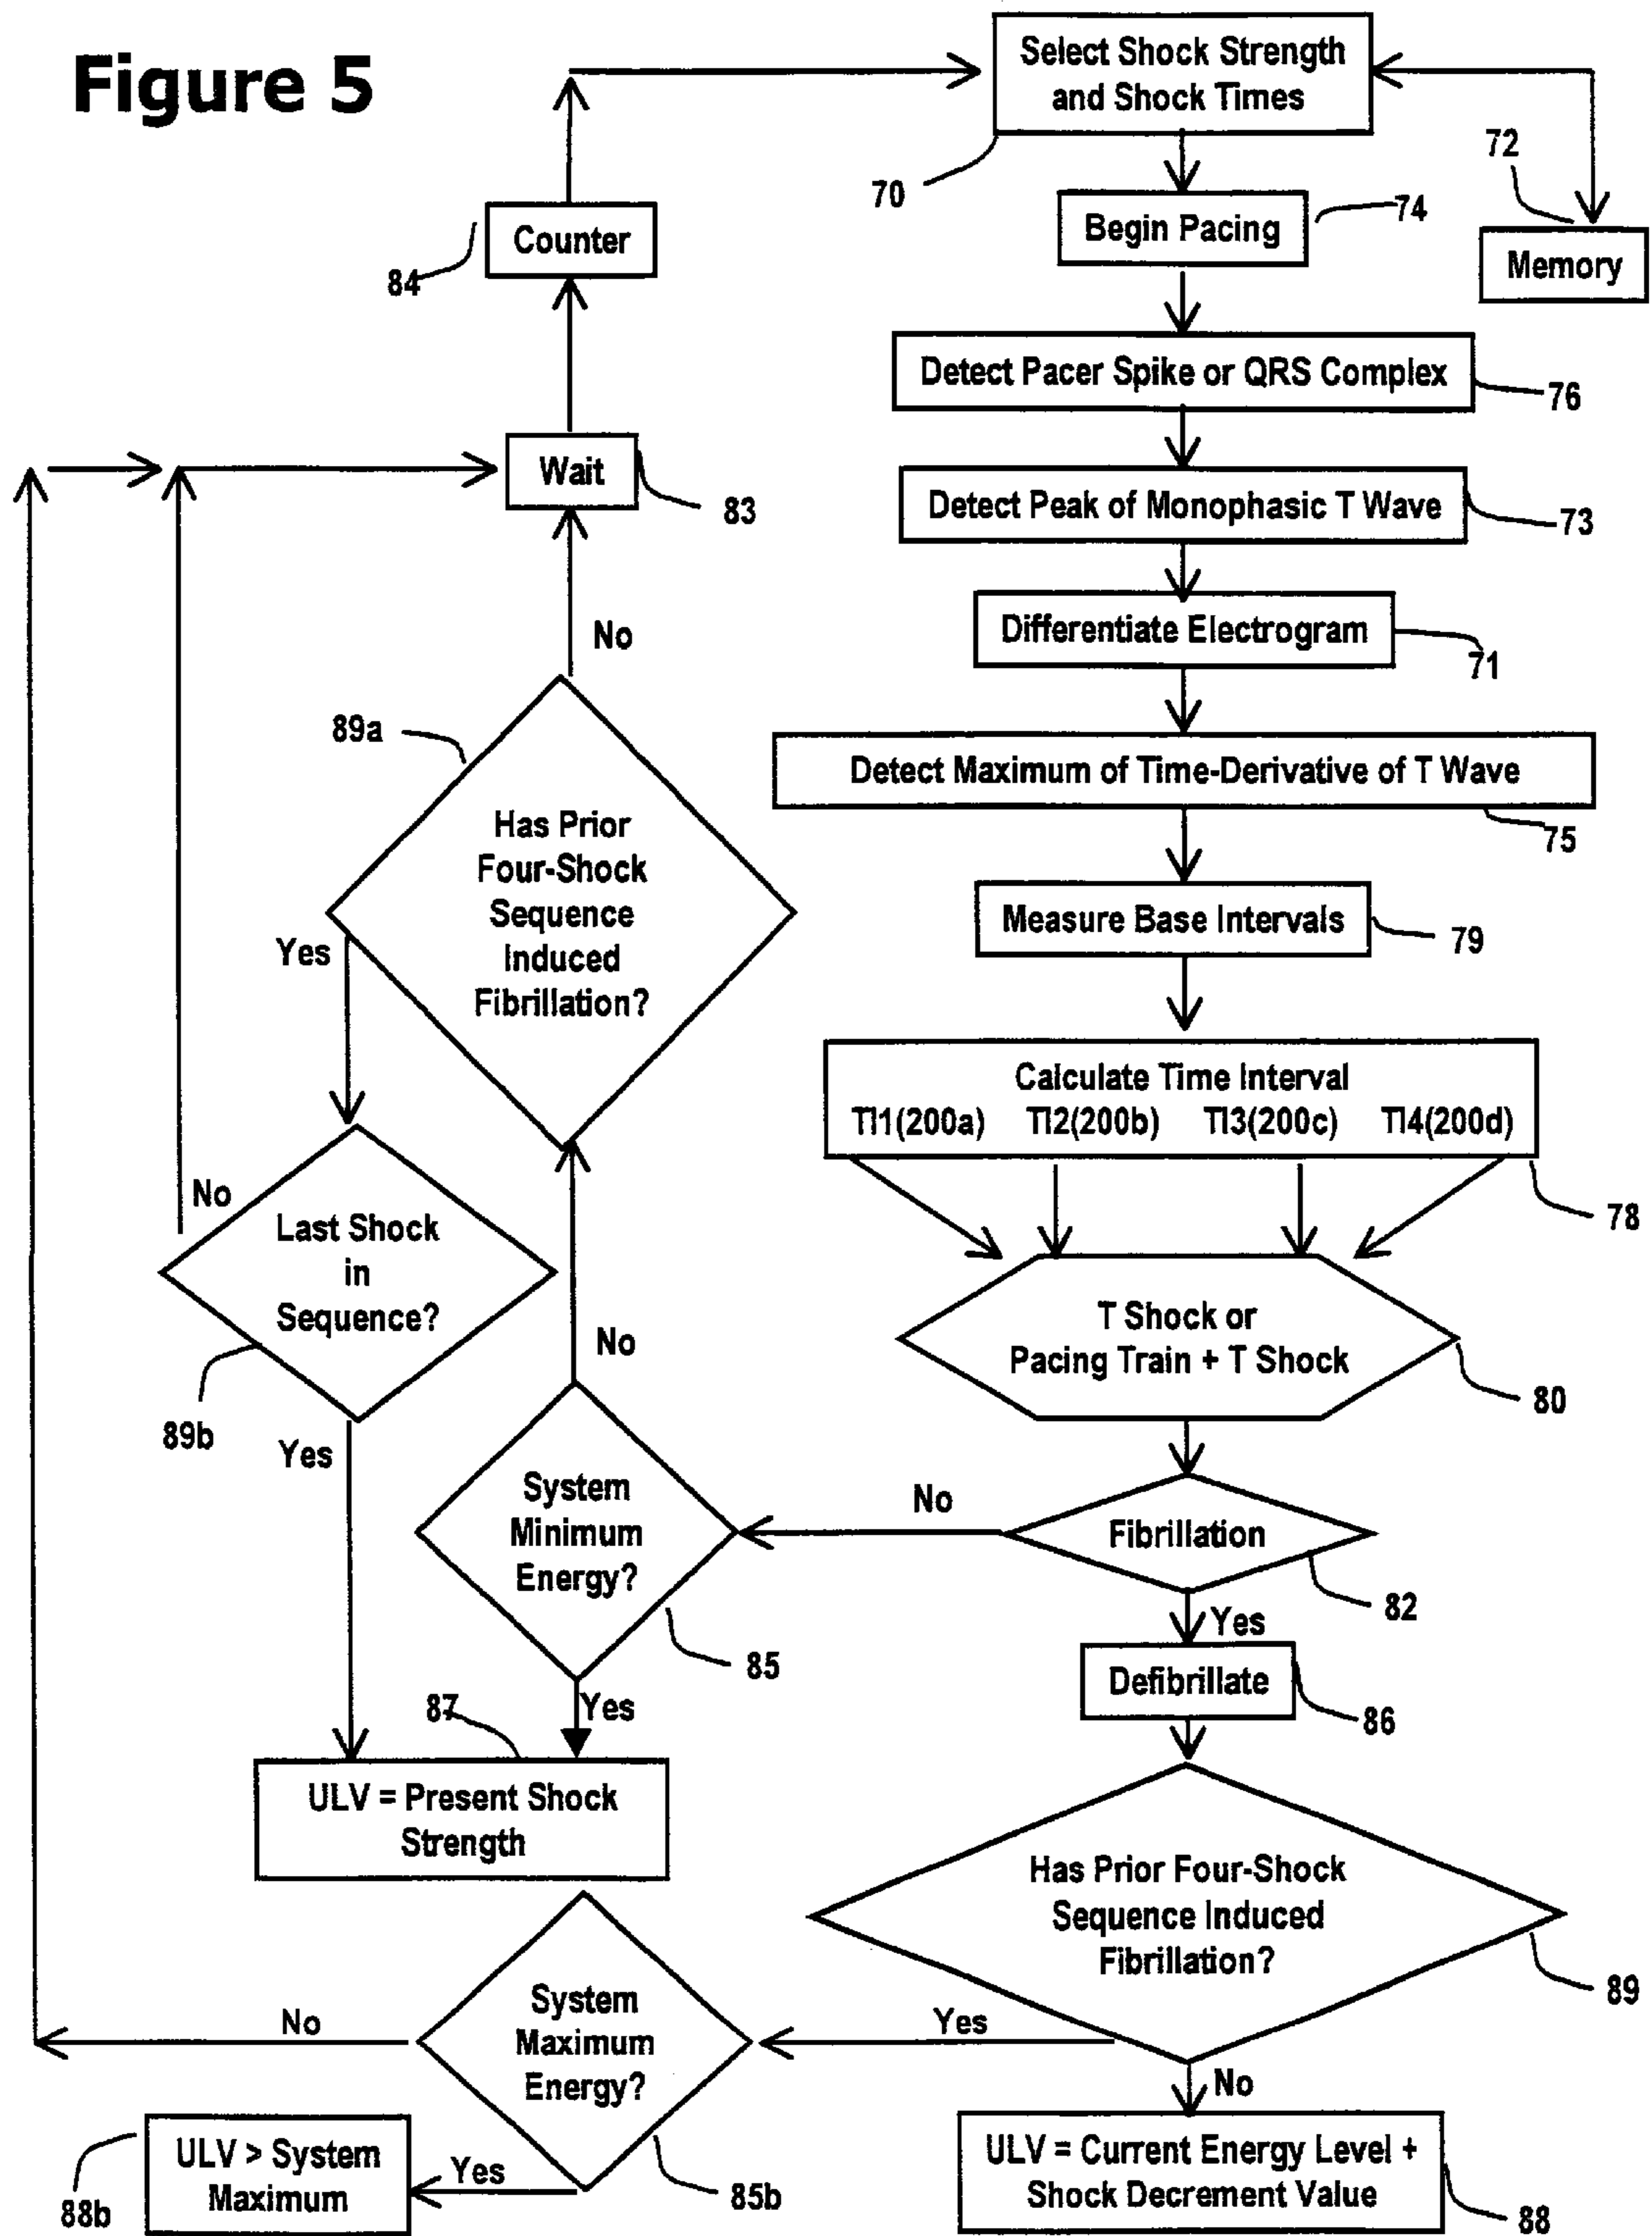 Figure 5
Select Shock Strength
and Shock Times
70
72
Memory
Begin Pacing
74
Counter
84
Detect Pacer Spike or QRS Complex
76
Wait
83
Detect Peak of Monophasic T Wave
73
Differentiate Electrogram
71
No
89a
Detect Maximum of Time-Derivative of T Wave
75
Has Prior
Four-Shock
Sequence
Induced
Fibrillation?
Yes
Measure Base Intervals
79
Calculate Time Interval
TI1(200a) TI2(200b) TI3(200c) TI4(200d)
78
No
Last Shock
in
Sequence?
89b
Yes
No
T Shock or
Pacing Train + T Shock
80
System
Minimum
Energy?
85
No
Fibrillation
82
Yes
Defibrillate
86
87
Yes
ULV = Present Shock
Strength
Has Prior Four-Shock
Sequence Induced
Fibrillation?
89
System
Maximum
Energy?
85b
No
Yes
No
ULV > System
Maximum
88b
Yes
ULV = Current Energy Level +
Shock Decrement Value
88